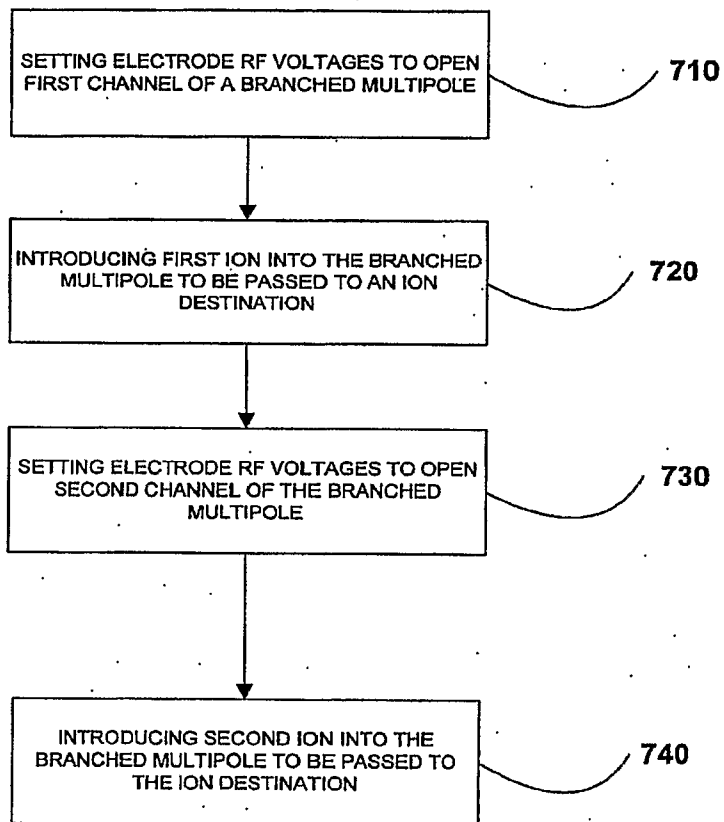 SETTING ELECTRODE RF VOLTAGES TO OPEN
FIRST CHANNEL OF A BRANCHED MULTIPOLE
710
INTRODUCING FIRST ION INTO THE BRANCHED
MULTIPOLE TO BE PASSED TO AN ION
DESTINATION
720
SETTING ELECTRODE RF VOLTAGES TO OPEN
SECOND CHANNEL OF THE BRANCHED
MULTIPOLE
730
INTRODUCING SECOND ION INTO THE
BRANCHED MULTIPOLE TO BE PASSED TO
THE ION DESTINATION
740